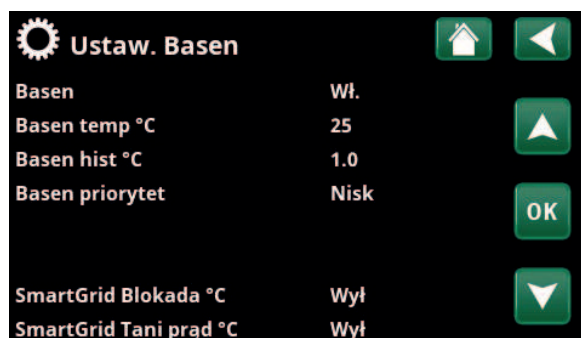 Ustaw. Basen
Basen Wł.
Basen temp °C 25
Basen hist °C 1.0
Basen priorytet Nisk
OK
SmartGrid Blokada °C Wył
SmartGrid Tani prąd °C Wył